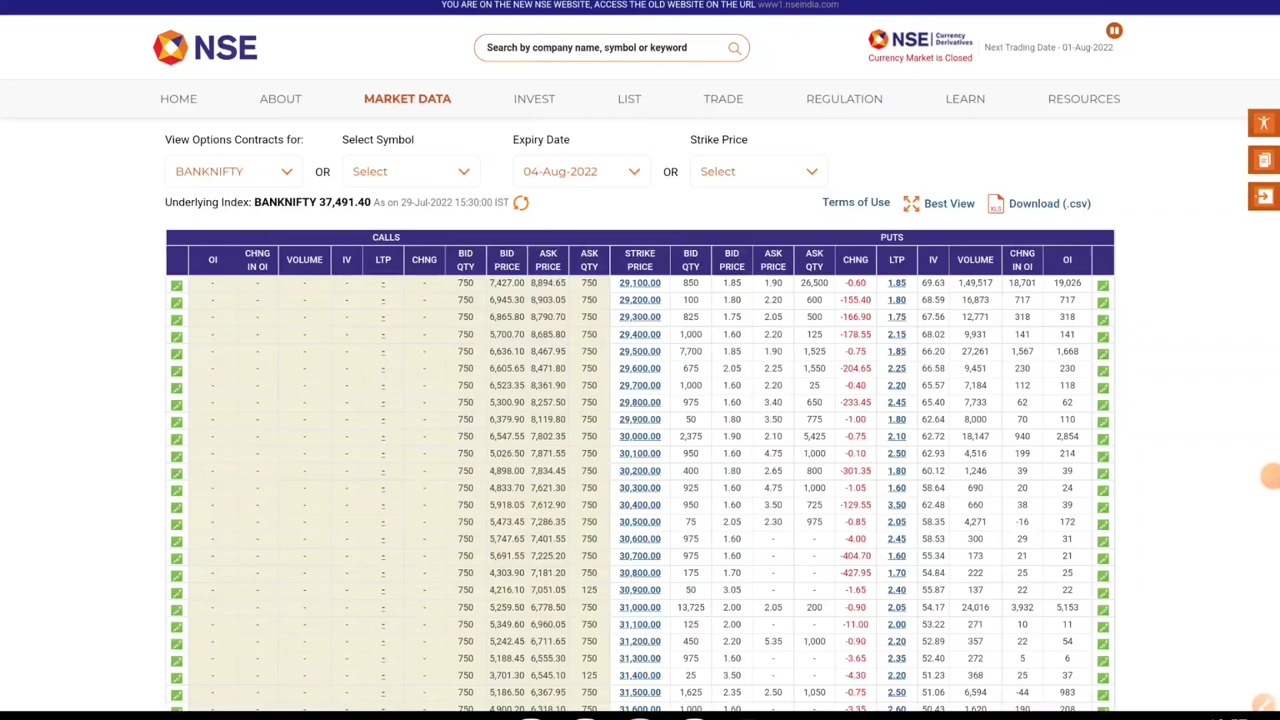 YOU ARE ON THE NEW NSE WEBSITE, ACCESS THE OLD WEBSITE ON THE URL www1.nseindia.com
NSE
Search by company name, symbol or keyword
NSE Currency Derivatives
Currency Market is Closed
Next Trading Date - 01-Aug-2022
HOME ABOUT MARKET DATA INVEST LIST TRADE REGULATION LEARN RESOURCES
View Options Contracts for: Select Symbol Expiry Date Strike Price
BANKNIFTY OR Select 04-Aug-2022 OR Select
Underlying Index: BANKNIFTY 37,491.40 As on 29-Jul-2022 15:30:00 IST Terms of Use Best View XLS Download (.csv)
CALLS PUTS
OI CHNG IN OI VOLUME IV LTP CHNG BID QTY BID PRICE ASK PRICE ASK QTY STRIKE PRICE BID QTY BID PRICE ASK PRICE ASK QTY CHNG LTP IV VOLUME CHNG IN OI OI
- - - - - - 750 7,427.00 8,894.65 750 29,100.00 850 1.85 1.90 26,500 -0.60 1.85 69.63 1,49,517 18,701 19,026
- - - - - - 750 6,945.30 8,903.05 750 29,200.00 100 1.80 2.20 600 -155.40 1.80 68.59 16,873 717 717
- - - - - - 750 6,865.80 8,790.70 750 29,300.00 825 1.75 2.05 500 -166.90 1.75 67.56 12,771 318 318
- - - - - - 750 5,700.70 8,685.80 750 29,400.00 1,000 1.60 2.20 125 -178.55 2.15 68.02 9,931 141 141
- - - - - - 750 6,636.10 8,467.95 750 29,500.00 7,700 1.85 1.90 1,525 -0.75 1.85 66.20 27,261 1,567 1,668
- - - - - - 750 6,605.65 8,471.80 750 29,600.00 675 2.05 2.25 1,550 -204.65 2.25 66.58 9,451 230 230
- - - - - - 750 6,523.35 8,361.90 750 29,700.00 1,000 1.60 2.20 25 -0.40 2.20 65.57 7,184 112 118
- - - - - - 750 5,300.90 8,257.50 750 29,800.00 975 1.60 3.40 650 -233.45 2.45 65.40 7,733 62 62
- - - - - - 750 6,379.90 8,119.80 750 29,900.00 50 1.80 3.50 775 -1.00 1.80 62.64 8,000 70 110
- - - - - - 750 6,547.55 7,802.35 750 30,000.00 2,375 1.90 2.10 5,425 -0.75 2.10 62.72 18,147 940 2,854
- - - - - - 750 5,026.50 7,871.55 750 30,100.00 950 1.60 4.75 1,000 -0.10 2.50 62.93 4,516 199 214
- - - - - - 750 4,898.00 7,834.45 750 30,200.00 400 1.80 2.65 800 -301.35 1.80 60.12 1,246 39 39
- - - - - - 750 4,833.70 7,621.30 750 30,300.00 925 1.60 4.75 1,000 -1.05 1.60 58.64 690 20 24
- - - - - - 750 5,918.05 7,612.90 750 30,400.00 950 1.60 3.50 725 -129.55 3.50 62.48 660 38 39
- - - - - - 750 5,473.45 7,286.35 750 30,500.00 75 2.05 2.30 975 -0.85 2.05 58.35 4,271 -16 172
- - - - - - 750 5,747.65 7,401.55 750 30,600.00 975 1.60 - - -4.00 2.45 58.53 300 29 31
- - - - - - 750 5,691.55 7,225.20 750 30,700.00 975 1.60 - - -404.70 1.60 55.34 173 21 21
- - - - - - 750 4,303.90 7,181.20 750 30,800.00 175 1.70 - - -427.95 1.70 54.84 222 25 25
- - - - - - 750 4,216.10 7,051.05 125 30,900.00 50 3.05 - - -1.65 2.40 55.87 137 22 22
- - - - - - 750 5,259.50 6,778.50 750 31,000.00 13,725 2.00 2.05 200 -0.90 2.05 54.17 24,016 3,932 5,153
- - - - - - 750 5,349.60 6,960.05 750 31,100.00 125 2.00 - - -11.00 2.00 53.22 271 10 11
- - - - - - 750 5,242.45 6,711.65 750 31,200.00 450 2.20 5.35 1,000 -0.90 2.20 52.89 357 22 54
- - - - - - 750 5,188.45 6,555.30 750 31,300.00 975 1.60 - - -3.65 2.35 52.40 272 5 6
- - - - - - 750 3,701.30 6,545.10 125 31,400.00 25 3.50 - - -4.30 2.20 51.23 368 25 37
- - - - - - 750 5,186.50 6,367.95 750 31,500.00 1,625 2.35 2.50 1,050 -0.75 2.50 51.06 6,594 -44 983
- - - - - - 750 4,900.20 6,318.10 750 31,600.00 1,000 1.60 - - -3.35 2.60 50.43 1,620 190 208